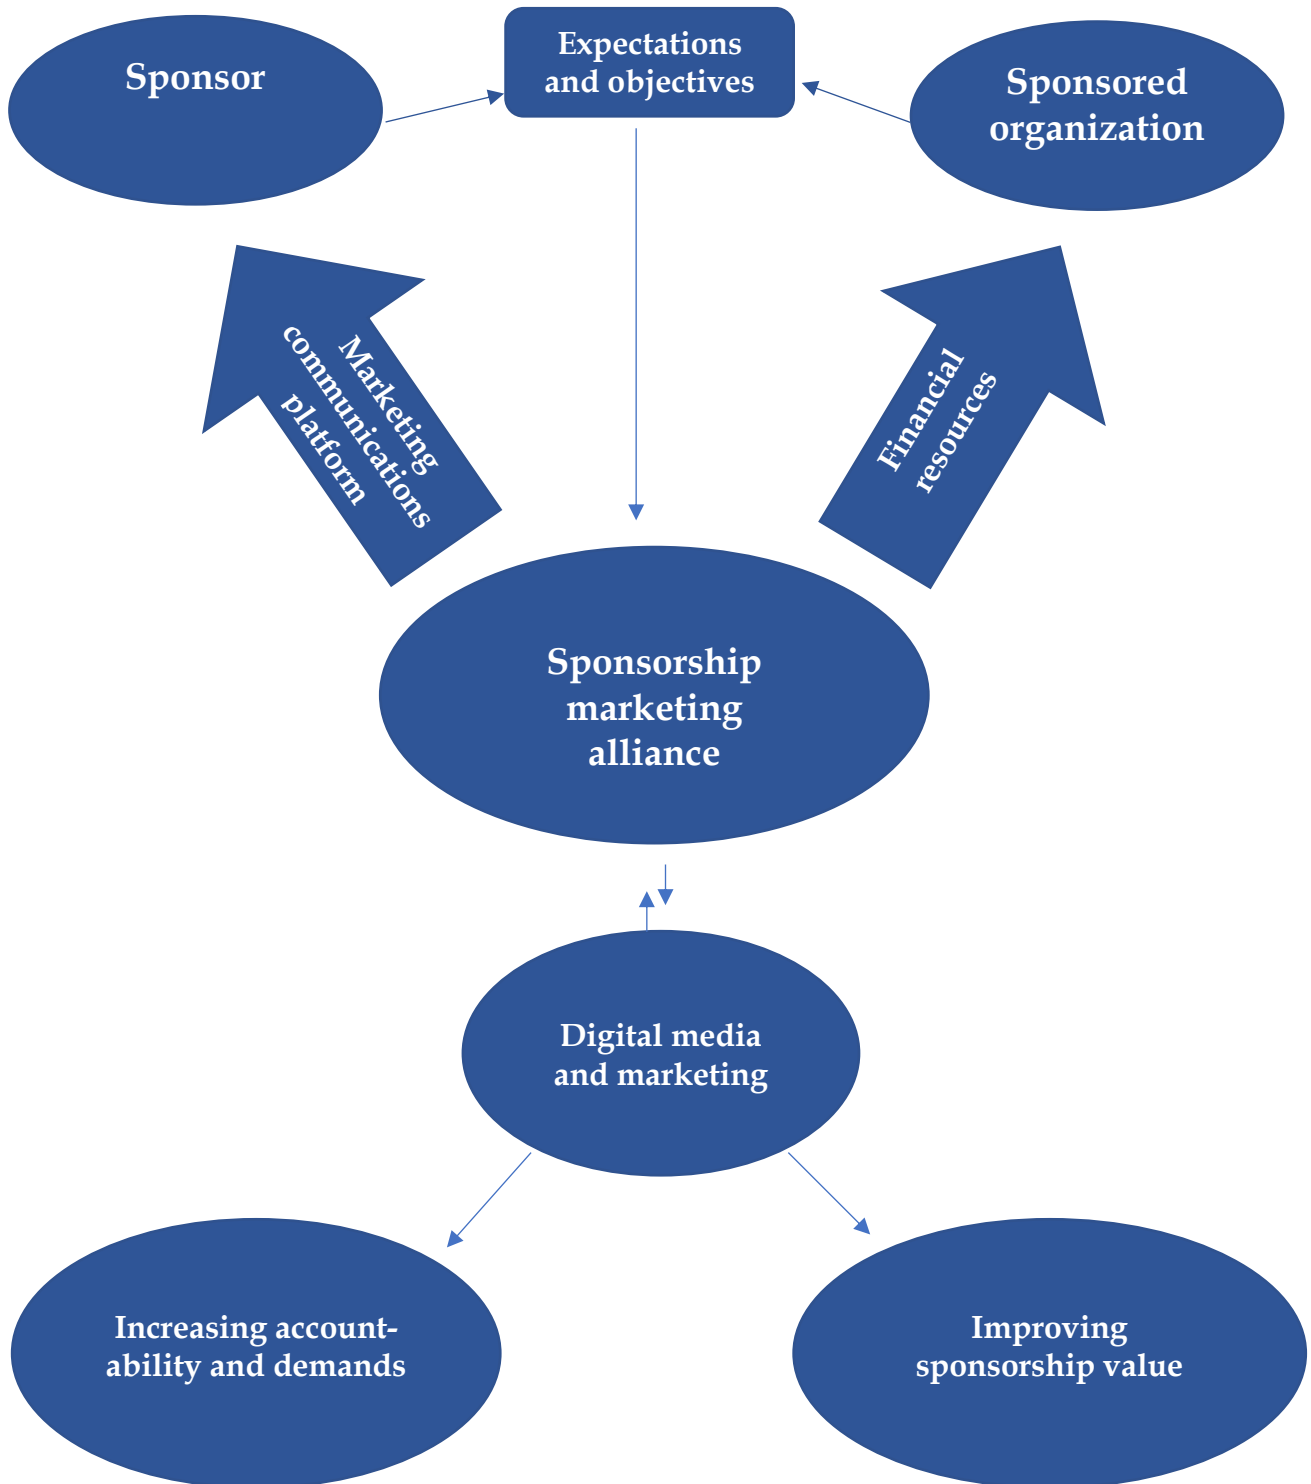 Sponsor
Expectations
and objectives
Sponsored
organization
Marketing
communications
platform
Financial
resources
Sponsorship
marketing
alliance
Digital media
and marketing
Increasing account-
ability and demands
Improving
sponsorship value